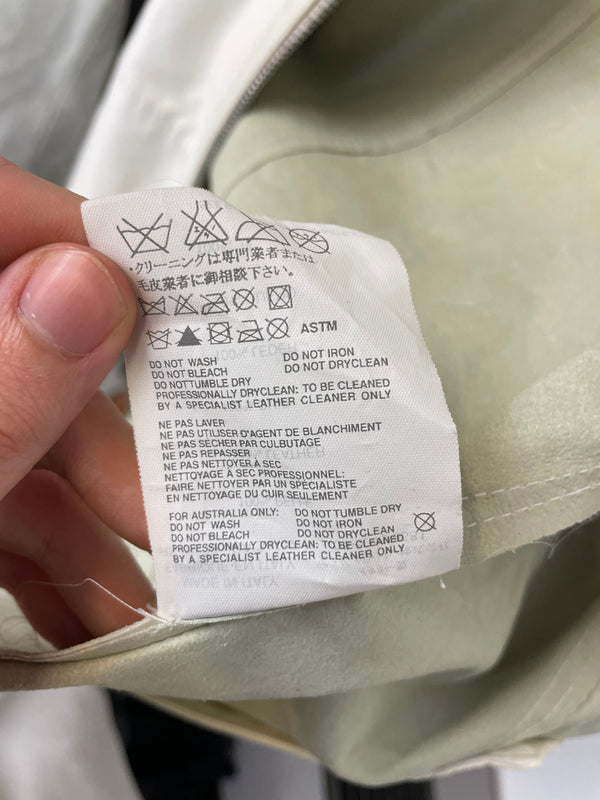 ・クリーニングは専門業者または
毛皮業者に御相談下さい。
ASTM
DO NOT WASH DO NOT IRON
DO NOT BLEACH DO NOT DRYCLEAN
DO NOT TUMBLE DRY
PROFESSIONALLY DRYCLEAN: TO BE CLEANED
BY A SPECIALIST LEATHER CLEANER ONLY
NE PAS LAVER
NE PAS UTILISER D'AGENT DE BLANCHIMENT
NE PAS SÉCHER PAR CULBUTAGE
NE PAS REPASSER
NE PAS NETTOYER A SEC
NETTOYAGE A SEC PROFESSIONNEL:
FAIRE NETTOYER PAR UN SPÉCIALISTE
EN NETTOYAGE DU CUIR SEULEMENT
FOR AUSTRALIA ONLY: DO NOT TUMBLE DRY
DO NOT WASH DO NOT IRON
DO NOT BLEACH DO NOT DRYCLEAN
PROFESSIONALLY DRYCLEAN: TO BE CLEANED
BY A SPECIALIST LEATHER CLEANER ONLY
MADE IN ITALY